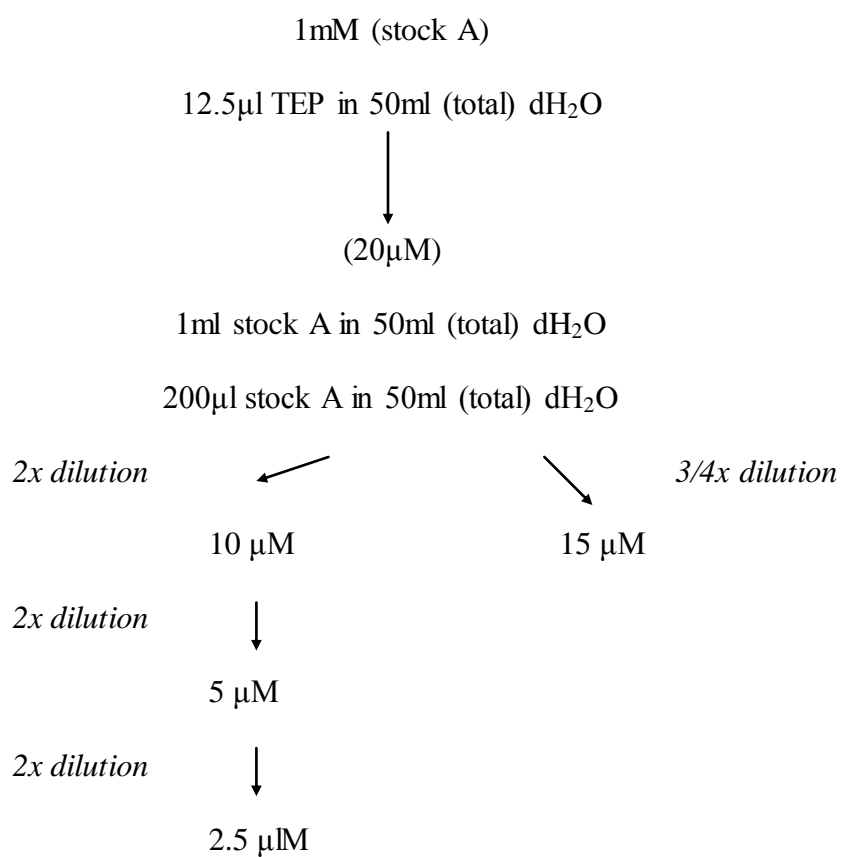 1mM (stock A)
12.5µl TEP in 50ml (total) dH₂O
(20µM)
1ml stock A in 50ml (total) dH₂O
200µl stock A in 50ml (total) dH₂O
2x dilution
3/4x dilution
10 µM
15 µM
2x dilution
5 µM
2x dilution
2.5 µlM